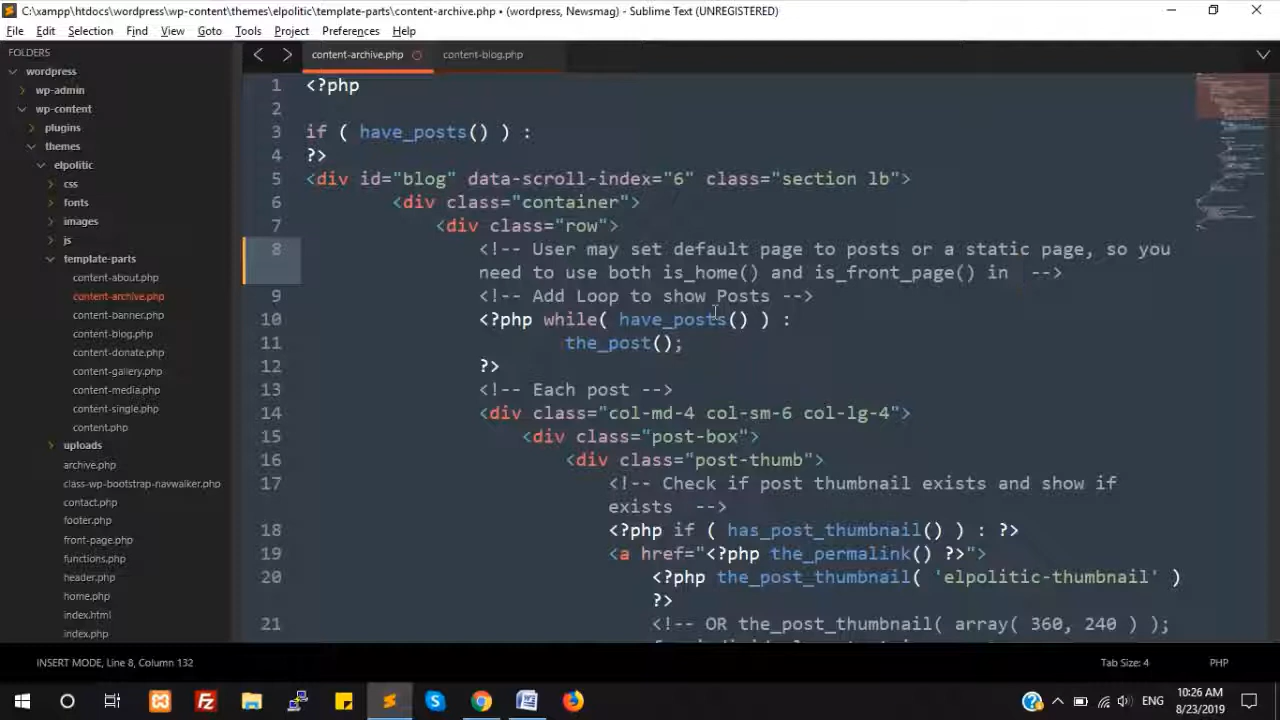 C:\xampp\htdocs\wordpress\wp-content\themes\elpolitic\template-parts\content-archive.php • (wordpress, Newsmag) - Sublime Text (UNREGISTERED)
File Edit Selection Find View Goto Tools Project Preferences Help
FOLDERS
wordpress
wp-admin
wp-content
plugins
themes
elpolitic
css
fonts
images
js
template-parts
content-about.php
content-archive.php
content-banner.php
content-blog.php
content-donate.php
content-gallery.php
content-media.php
content-single.php
content.php
uploads
archive.php
class-wp-bootstrap-navwalker.php
contact.php
footer.php
front-page.php
functions.php
header.php
home.php
index.html
index.php
content-archive.php content-blog.php
1 <?php
2
3 if ( have_posts() ) :
4 ?>
5 <div id="blog" data-scroll-index="6" class="section lb">
6 <div class="container">
7 <div class="row">
8 <!-- User may set default page to posts or a static page, so you
need to use both is_home() and is_front_page() in -->
9 <!-- Add Loop to show Posts -->
10 <?php while( have_posts() ) :
11 the_post();
12 ?>
13 <!-- Each post -->
14 <div class="col-md-4 col-sm-6 col-lg-4">
15 <div class="post-box">
16 <div class="post-thumb">
17 <!-- Check if post thumbnail exists and show if
exists -->
18 <?php if ( has_post_thumbnail() ) : ?>
19 <a href="<?php the_permalink() ?>">
20 <?php the_post_thumbnail( 'elpolitic-thumbnail' )
?>
21 <!-- OR the_post_thumbnail( array( 360, 240 ) );
INSERT MODE, Line 8, Column 132
Tab Size: 4 PHP
ENG
10:26 AM
8/23/2019